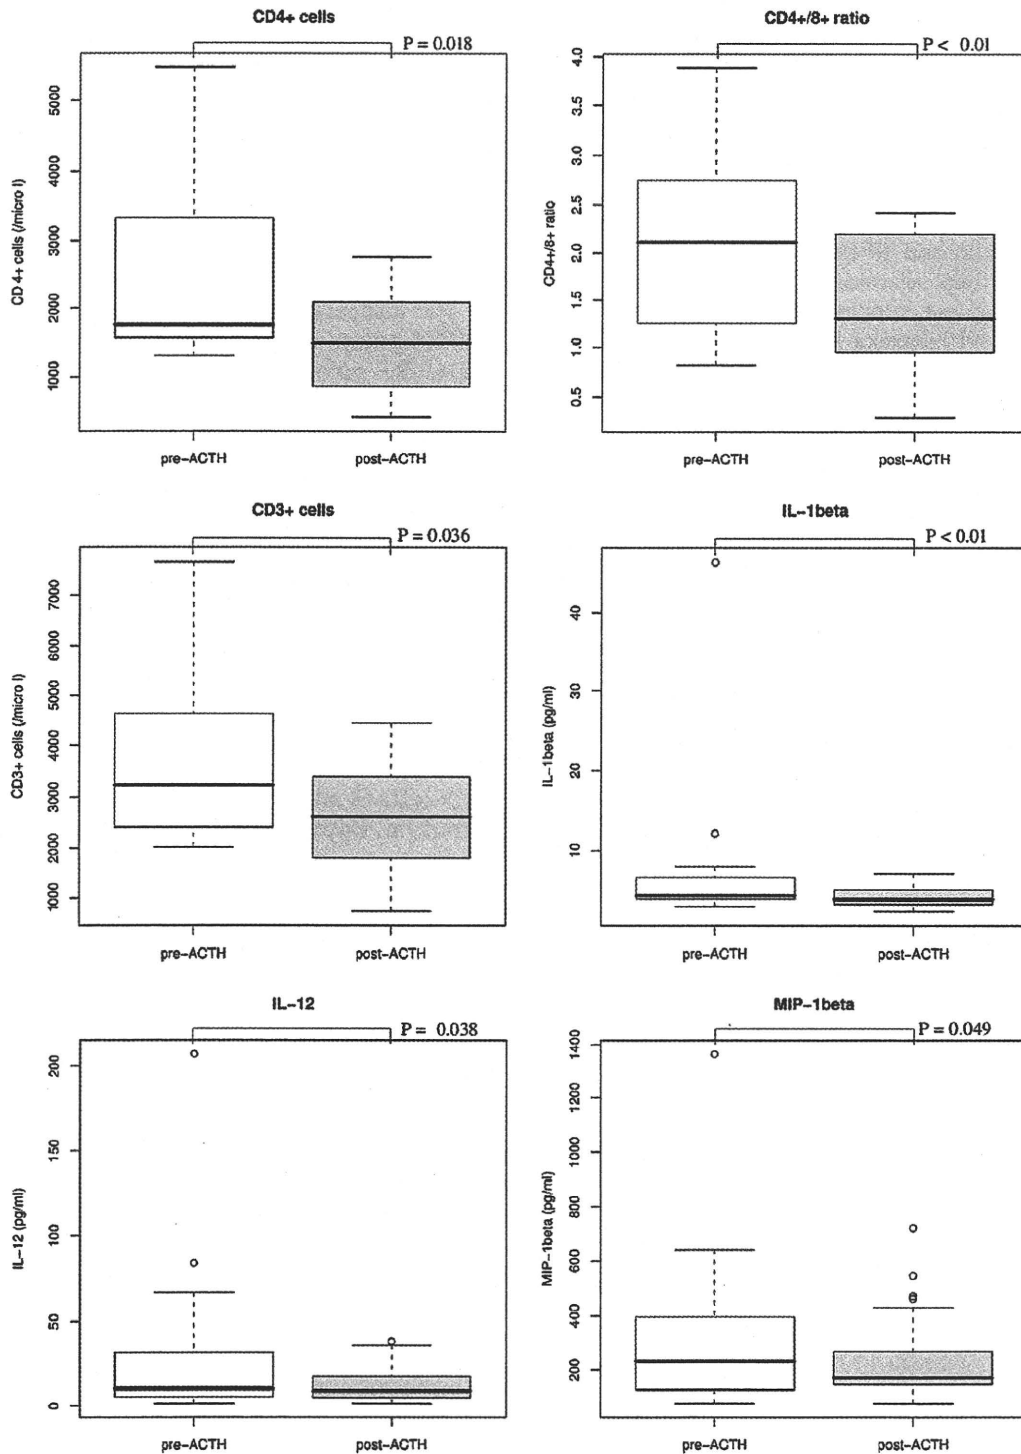 CD4+ cells
P = 0.018
CD 4+ cells (/micro l)
5000
4000
3000
2000
1000
pre-ACTH
post-ACTH
CD4+/8+ ratio
P < 0.01
CD4+/8+ ratio
4.0
3.5
3.0
2.5
2.0
1.5
1.0
0.5
pre-ACTH
post-ACTH
CD3+ cells
P = 0.036
CD3+ cells (/micro l)
7000
6000
5000
4000
3000
2000
1000
pre-ACTH
post-ACTH
IL-1beta
P < 0.01
IL-1beta (pg/ml)
40
30
20
10
pre-ACTH
post-ACTH
IL-12
P = 0.038
IL-12 (pg/ml)
200
150
100
50
0
pre-ACTH
post-ACTH
MIP-1beta
P = 0.049
MIP-1beta (pg/ml)
1400
1200
1000
800
600
400
200
pre-ACTH
post-ACTH